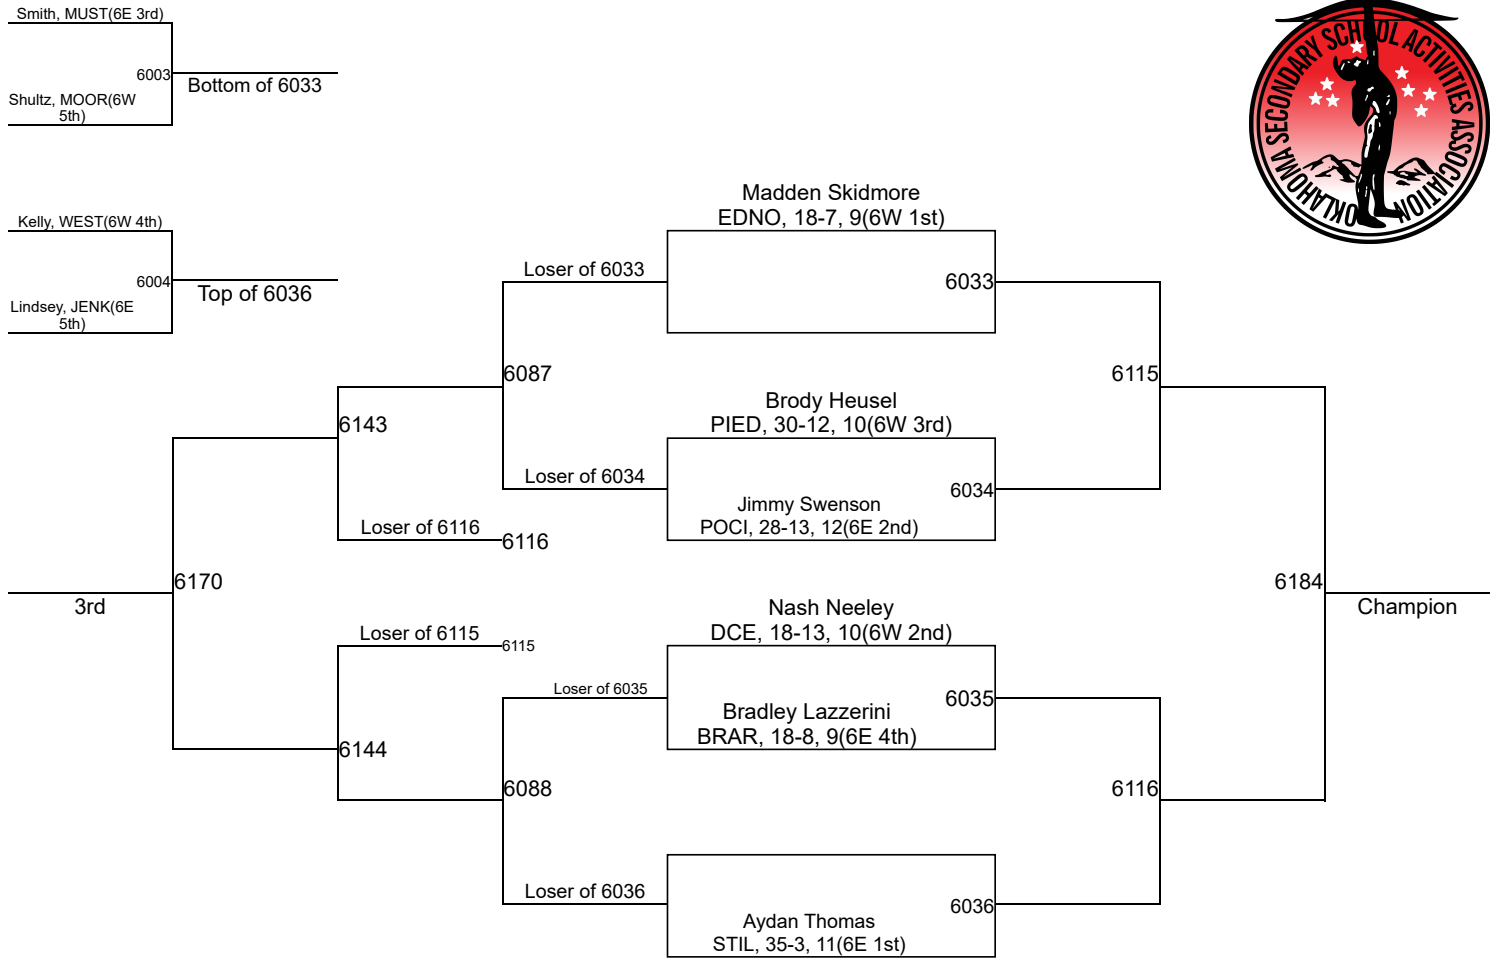 Smith, MUST(6E 3rd)
6003
Bottom of 6033
Shultz, MOOR(6W
5th)
OKLAHOMA SECONDARY SCHOOL ACTIVITIES ASSOCIATION
Kelly, WEST(6W 4th)
6004
Top of 6036
Lindsey, JENK(6E
5th)
Madden Skidmore
EDNO, 18-7, 9(6W 1st)
Loser of 6033
6033
6087
6115
Brody Heusel
PIED, 30-12, 10(6W 3rd)
6143
Loser of 6034
6034
Jimmy Swenson
POCI, 28-13, 12(6E 2nd)
Loser of 6116
6116
6170
3rd
6184
Champion
Nash Neeley
DCE, 18-13, 10(6W 2nd)
Loser of 6115
6115
Loser of 6035
6035
Bradley Lazzerini
BRAR, 18-8, 9(6E 4th)
6144
6088
6116
Loser of 6036
6036
Aydan Thomas
STIL, 35-3, 11(6E 1st)